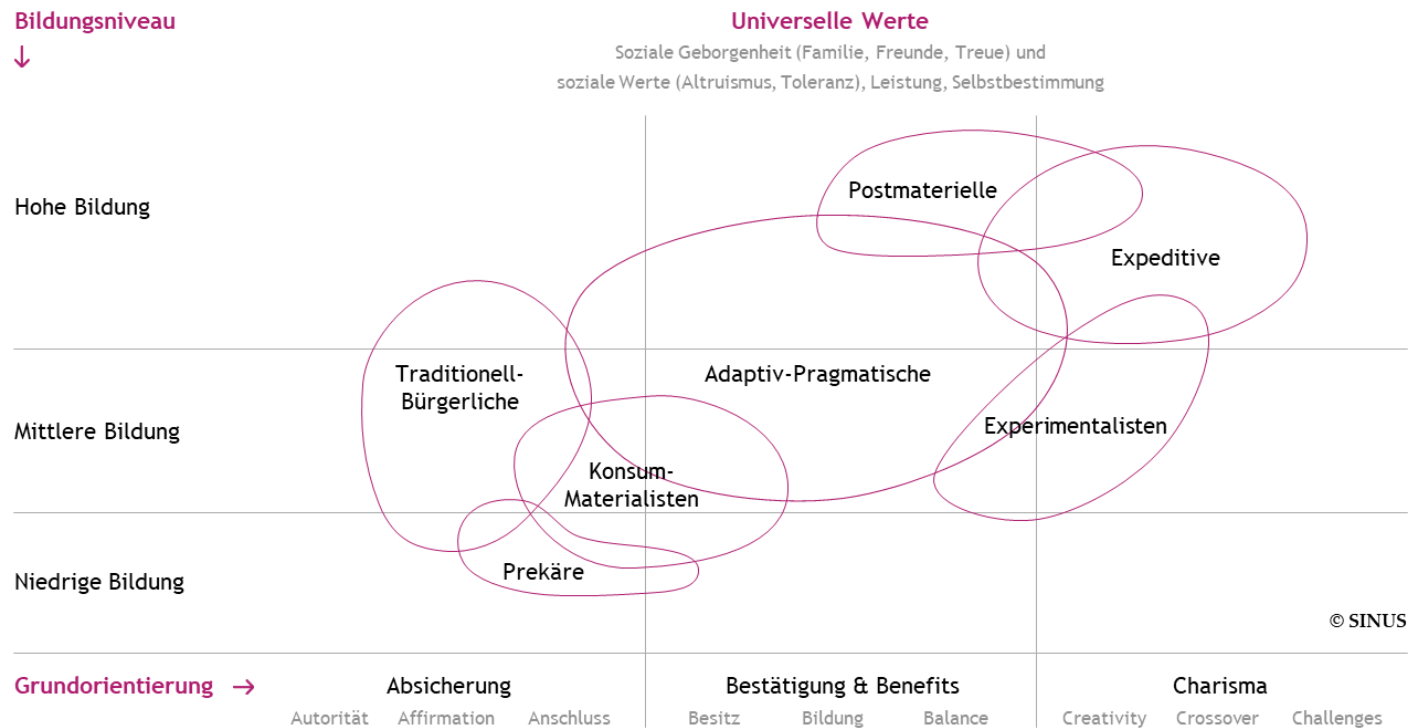 Bildungsniveau
↓
Universelle Werte
Soziale Geborgenheit (Familie, Freunde, Treue) und
soziale Werte (Altruismus, Toleranz), Leistung, Selbstbestimmung
Hohe Bildung
Postmaterielle
Expeditive
Traditionell-
Bürgerliche
Adaptiv-Pragmatische
Mittlere Bildung
Experimentalisten
Konsum-
Materialisten
Niedrige Bildung
Prekäre
© SINUS
Grundorientierung →
Absicherung
Bestätigung & Benefits
Charisma
Autorität
Affirmation
Anschluss
Besitz
Bildung
Balance
Creativity
Crossover
Challenges